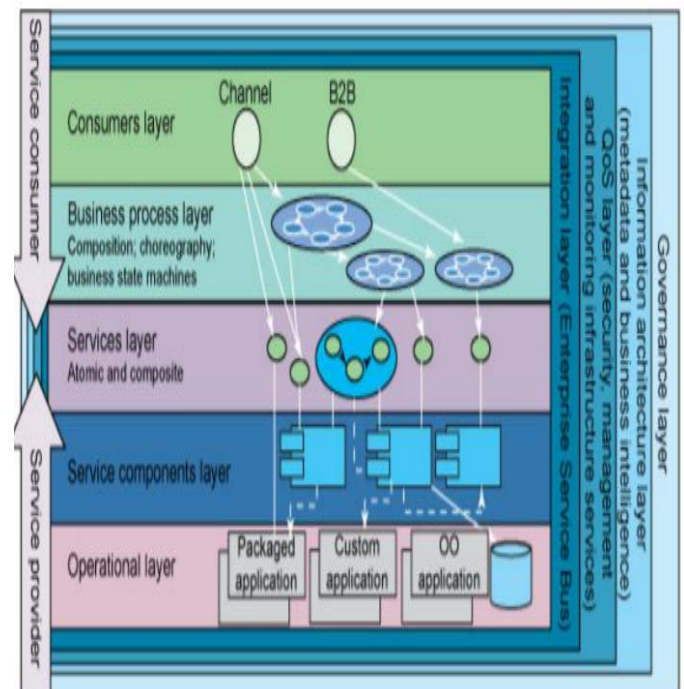 Service consumer
Service provider
Channel
B2B
Consumers layer
Business process layer
Composition; choreography;
business state machines
Services layer
Atomic and composite
Service components layer
Operational layer
Packaged
application
Custom
application
OO
application
Integration layer (Enterprise Service Bus)
QoS layer (security, management
and monitoring infrastructure services)
Information architecture layer
(metadata and business intelligence)
Governance layer